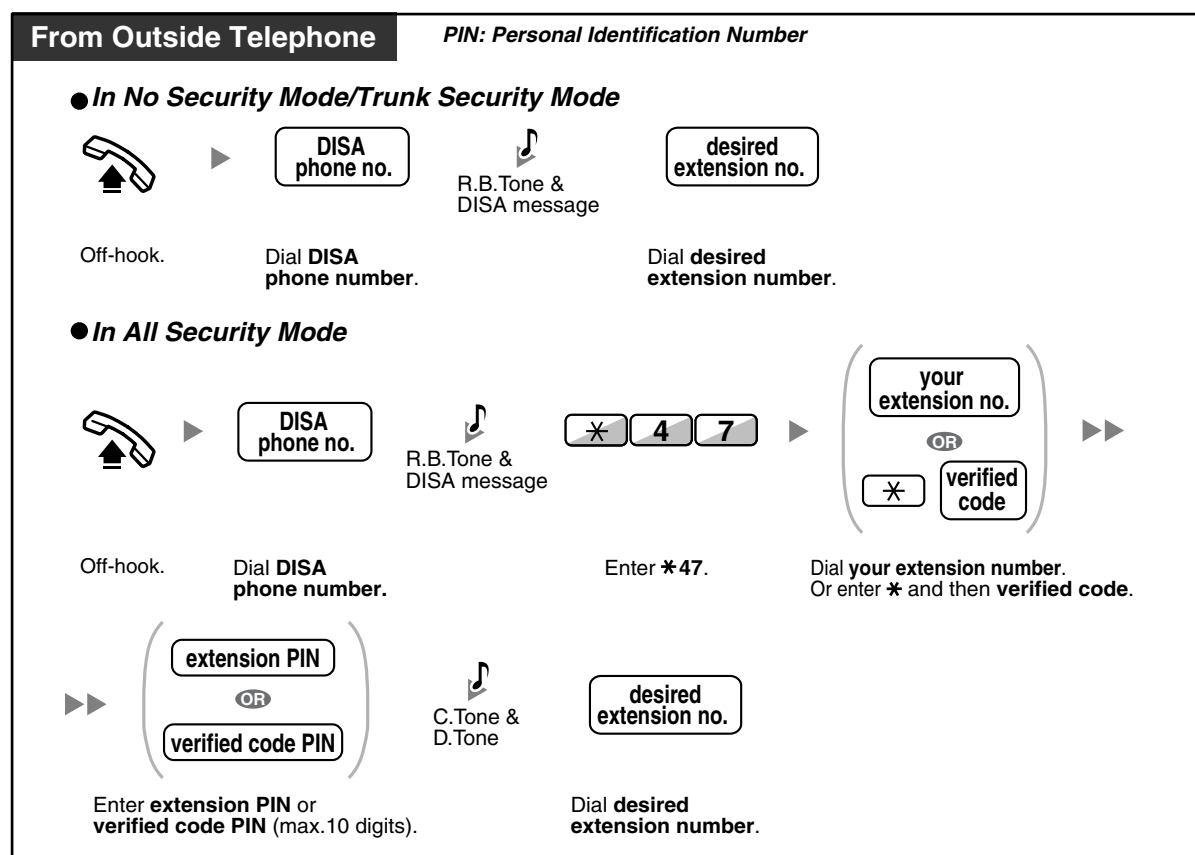 From Outside Telephone
PIN: Personal Identification Number
● In No Security Mode/Trunk Security Mode
DISA
phone no.
R.B.Tone &
DISA message
desired
extension no.
Off-hook.
Dial DISA
phone number.
Dial desired
extension number.
● In All Security Mode
DISA
phone no.
R.B.Tone &
DISA message
* 4 7
your
extension no.
OR
* verified
code
Off-hook.
Dial DISA
phone number.
Enter *47.
Dial your extension number.
Or enter * and then verified code.
extension PIN
OR
verified code PIN
C.Tone &
D.Tone
desired
extension no.
Enter extension PIN or
verified code PIN (max.10 digits).
Dial desired
extension number.